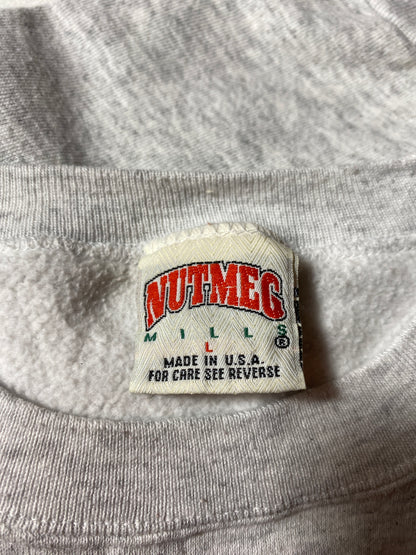 NUTMEG
MILLS
®
L
MADE IN U.S.A.
FOR CARE SEE REVERSE